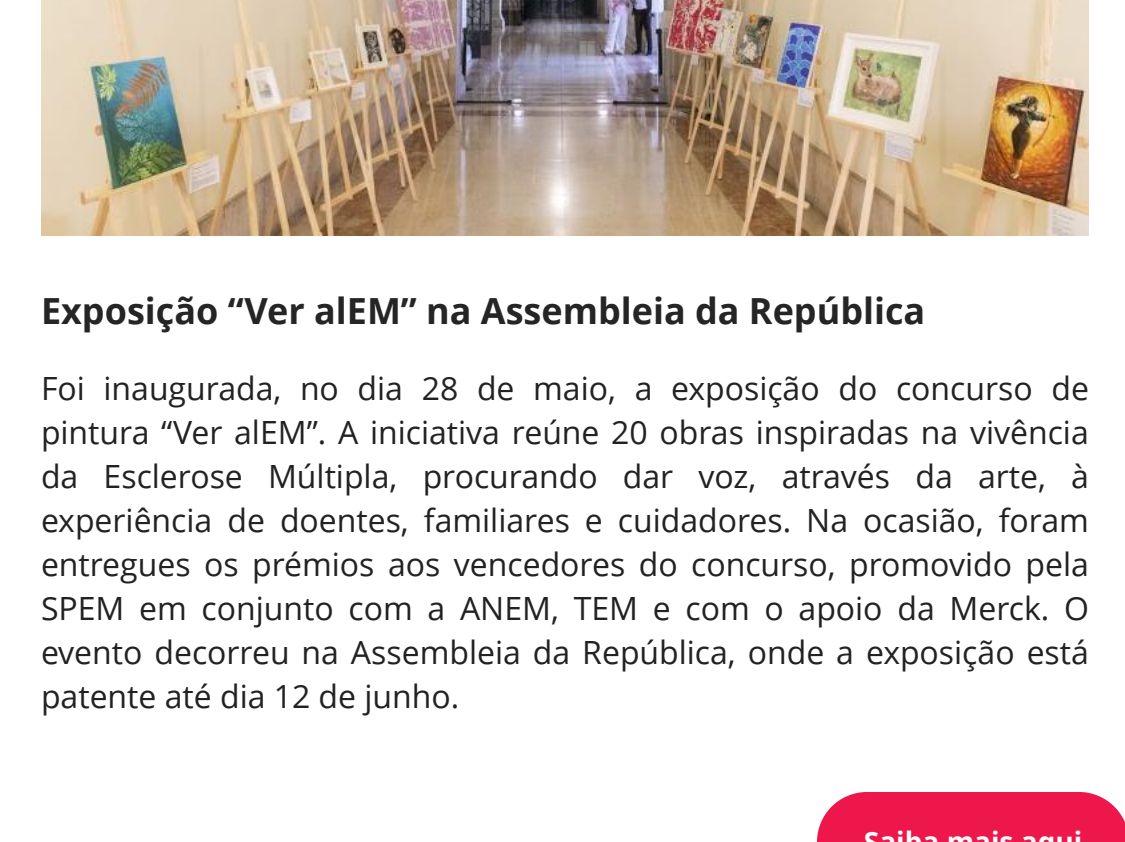 Exposição “Ver alEM” na Assembleia da República
Foi inaugurada, no dia 28 de maio, a exposição do concurso de
pintura “Ver alEM”. A iniciativa reúne 20 obras inspiradas na vivência
da Esclerose Múltipla, procurando dar voz, através da arte, à
experiência de doentes, familiares e cuidadores. Na ocasião, foram
entregues os prémios aos vencedores do concurso, promovido pela
SPEM em conjunto com a ANEM, TEM e com o apoio da Merck. O
evento decorreu na Assembleia da República, onde a exposição está
patente até dia 12 de junho.
Saiba mais aqui